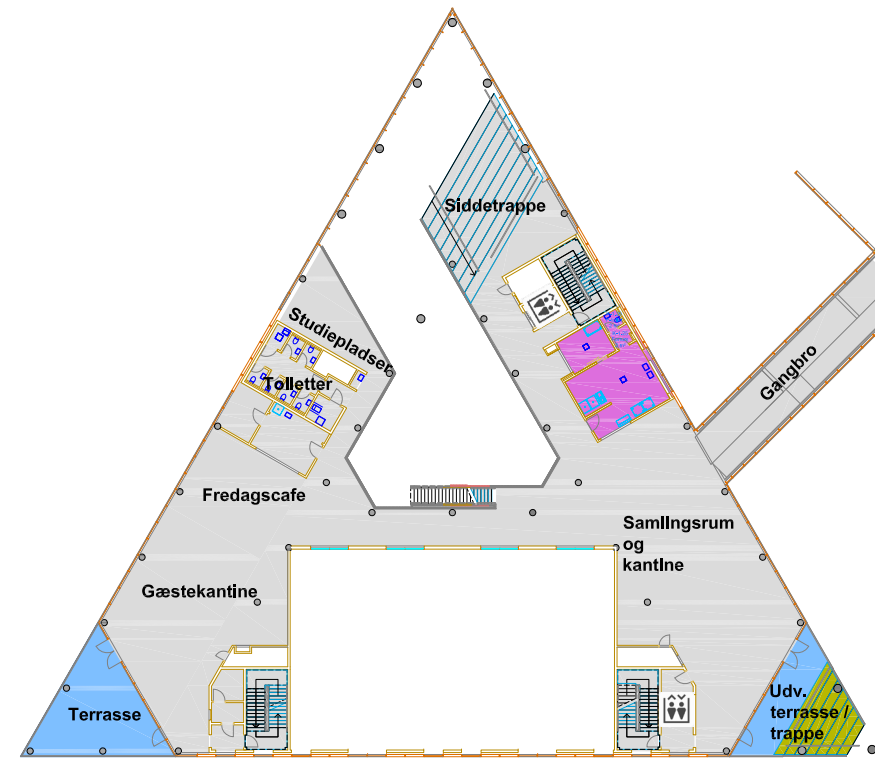 Siddetrappe
Studiepladser
Toiletter
Gangbro
Fredagscafe
Samlingsrum
og
kantine
Gæstekantine
Terrasse
Udv.
terrasse /
trappe